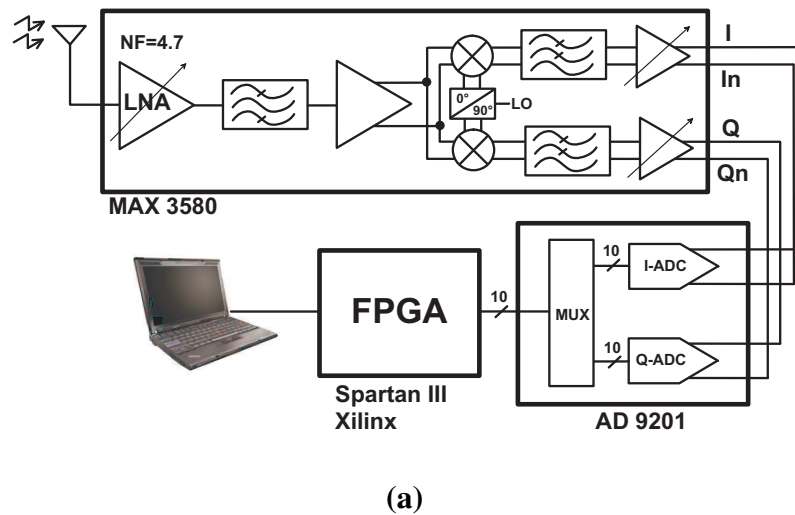 NF=4.7
LNA
0°
90°
LO
I
In
Q
Qn
MAX 3580
10
I-ADC
MUX
10
Q-ADC
10
FPGA
Spartan III
Xilinx
AD 9201
(a)